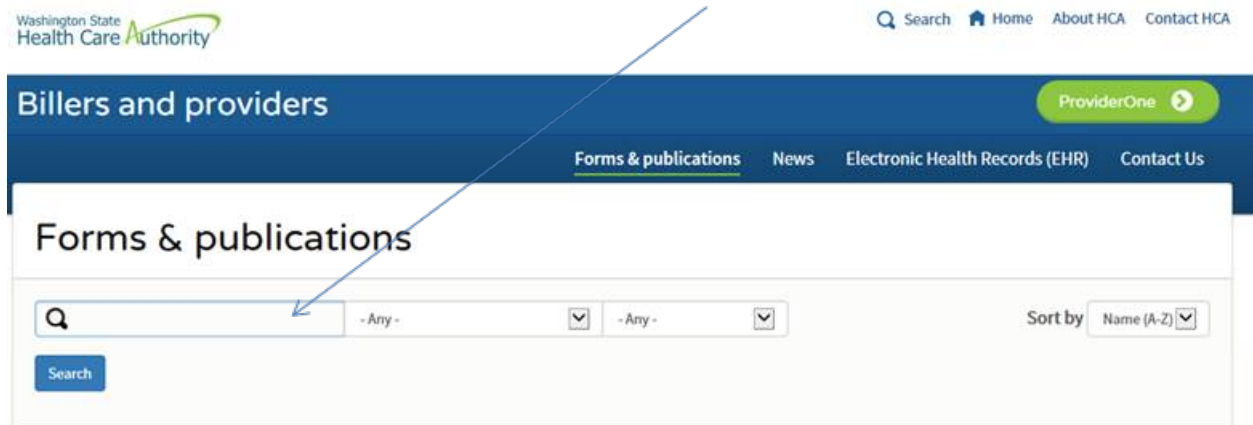 Washington State
Health Care Authority
Search Home About HCA Contact HCA
Billers and providers
ProviderOne
Forms & publications News Electronic Health Records (EHR) Contact Us
Forms & publications
- Any - - Any - Sort by Name (A-Z)
Search